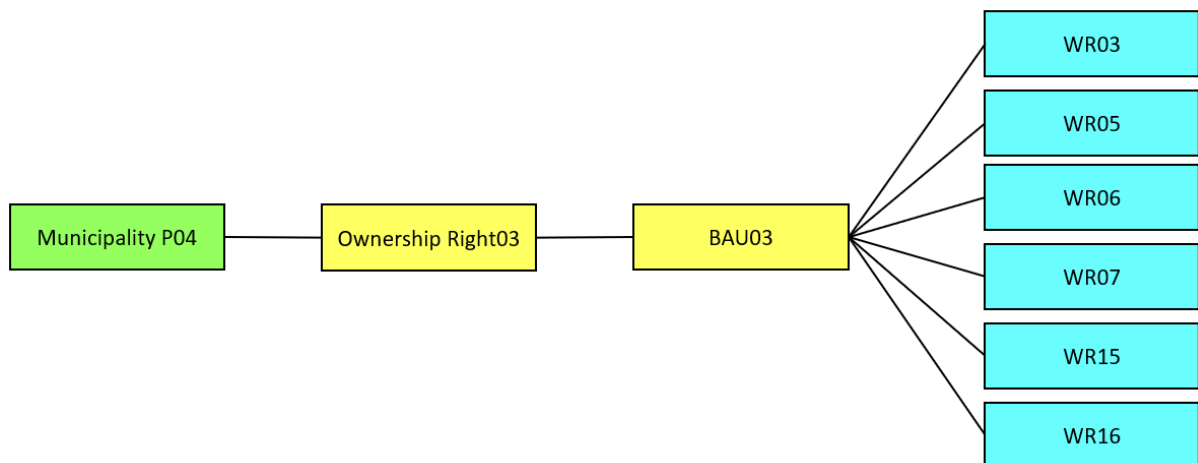 Municipality P04
Ownership Right03
BAU03
WR03
WR05
WR06
WR07
WR15
WR16